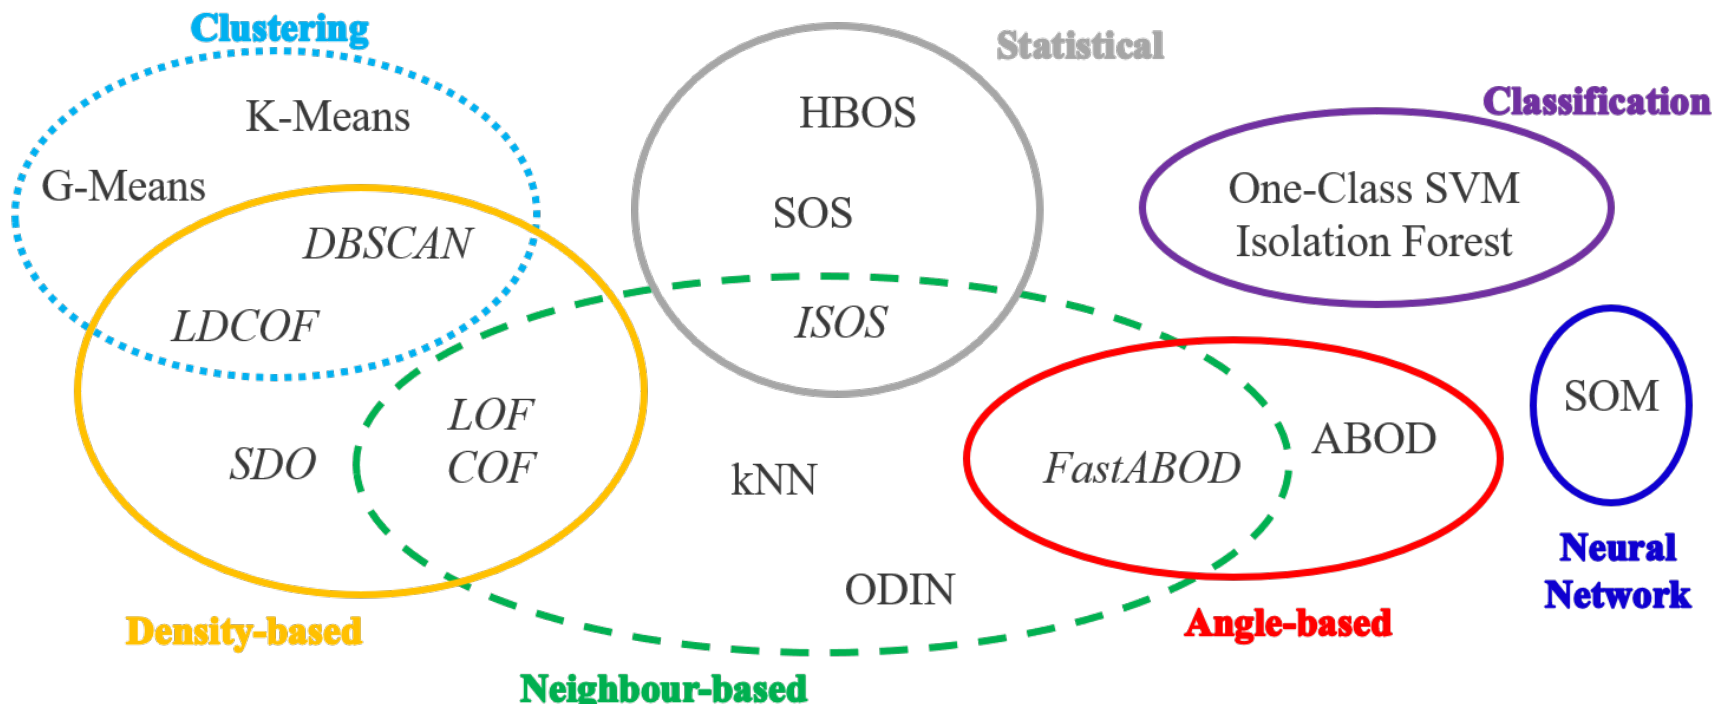 Clustering
Statistical
Classification
K-Means
HBOS
G-Means
One-Class SVM
SOS
DBSCAN
Isolation Forest
LDCOF
ISOS
SOM
LOF
ABOD
SDO
COF
kNN
FastABOD
Neural
Network
ODIN
Density-based
Angle-based
Neighbour-based